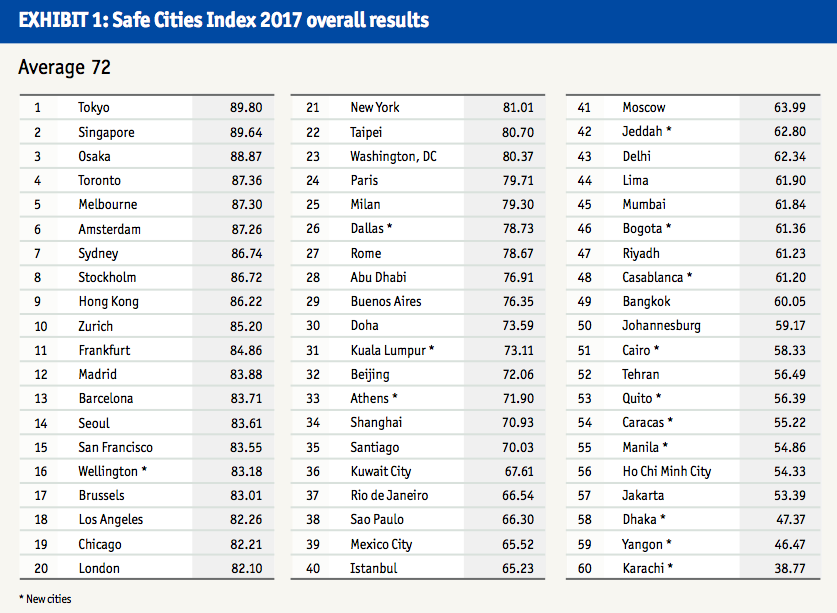 EXHIBIT 1: Safe Cities Index 2017 overall results
Average 72
1 Tokyo 89.80
2 Singapore 89.64
3 Osaka 88.87
4 Toronto 87.36
5 Melbourne 87.30
6 Amsterdam 87.26
7 Sydney 86.74
8 Stockholm 86.72
9 Hong Kong 86.22
10 Zurich 85.20
11 Frankfurt 84.86
12 Madrid 83.88
13 Barcelona 83.71
14 Seoul 83.61
15 San Francisco 83.55
16 Wellington * 83.18
17 Brussels 83.01
18 Los Angeles 82.26
19 Chicago 82.21
20 London 82.10
21 New York 81.01
22 Taipei 80.70
23 Washington, DC 80.37
24 Paris 79.71
25 Milan 79.30
26 Dallas * 78.73
27 Rome 78.67
28 Abu Dhabi 76.91
29 Buenos Aires 76.35
30 Doha 73.59
31 Kuala Lumpur * 73.11
32 Beijing 72.06
33 Athens * 71.90
34 Shanghai 70.93
35 Santiago 70.03
36 Kuwait City 67.61
37 Rio de Janeiro 66.54
38 Sao Paulo 66.30
39 Mexico City 65.52
40 Istanbul 65.23
41 Moscow 63.99
42 Jeddah * 62.80
43 Delhi 62.34
44 Lima 61.90
45 Mumbai 61.84
46 Bogota * 61.36
47 Riyadh 61.23
48 Casablanca * 61.20
49 Bangkok 60.05
50 Johannesburg 59.17
51 Cairo * 58.33
52 Tehran 56.49
53 Quito * 56.39
54 Caracas * 55.22
55 Manila * 54.86
56 Ho Chi Minh City 54.33
57 Jakarta 53.39
58 Dhaka * 47.37
59 Yangon * 46.47
60 Karachi * 38.77
* New cities